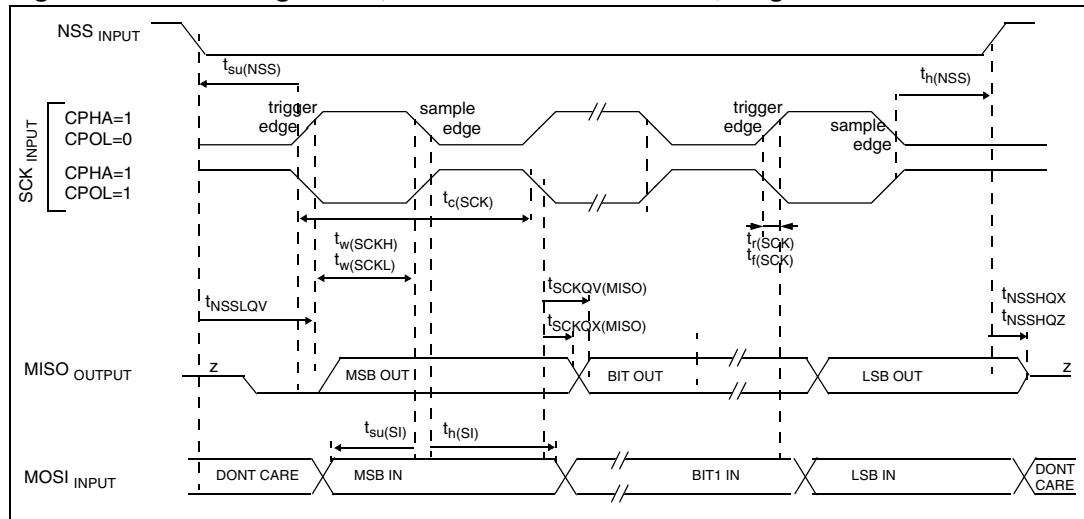 NSS INPUT
tsu(NSS)
th(NSS)
SCK INPUT
CPHA=1
CPOL=0
CPHA=1
CPOL=1
trigger
edge
sample
edge
trigger
edge
sample
edge
tc(SCK)
tw(SCKH)
tw(SCKL)
tr(SCK)
tf(SCK)
tNSSLQV
tSCKQV(MISO)
tSCKQX(MISO)
tNSSHQX
tNSSHQZ
MISO OUTPUT
z
MSB OUT
BIT OUT
LSB OUT
z
tsu(SI)
th(SI)
MOSI INPUT
DONT CARE
MSB IN
BIT1 IN
LSB IN
DONT
CARE